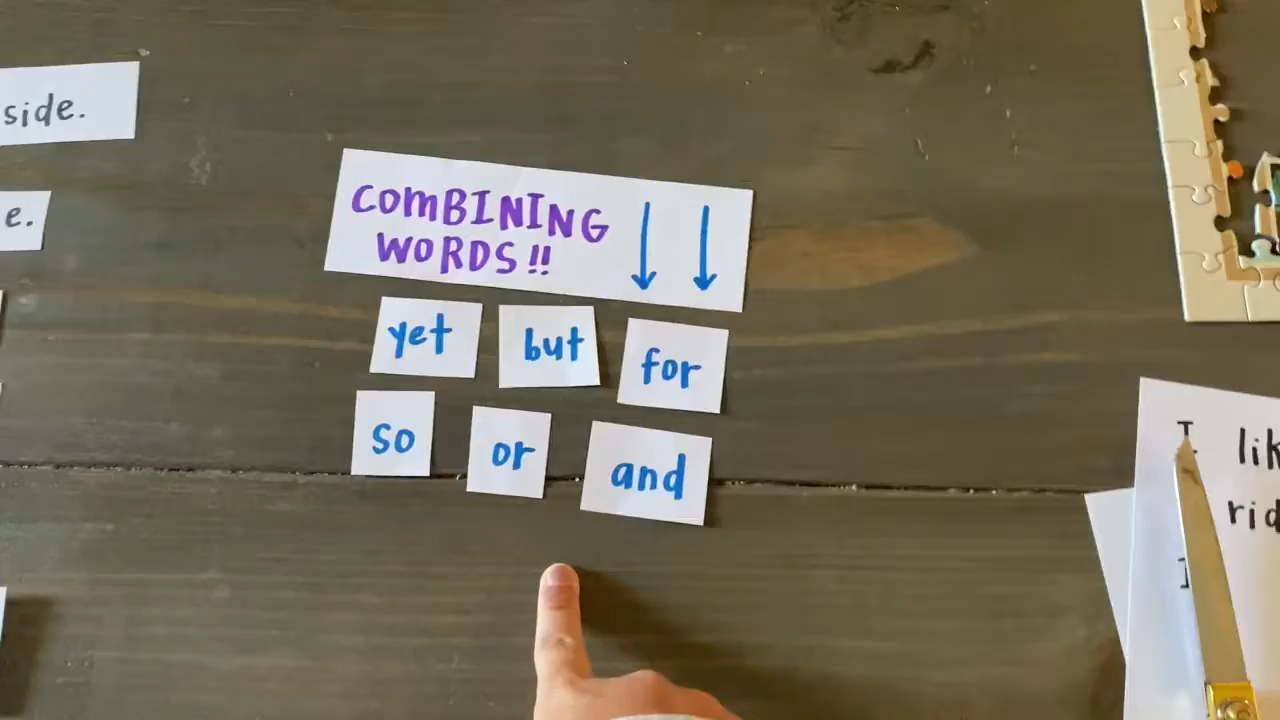 side.
e.
COMBINING
WORDS!!
yet but for
so or and
I lik
rid
I